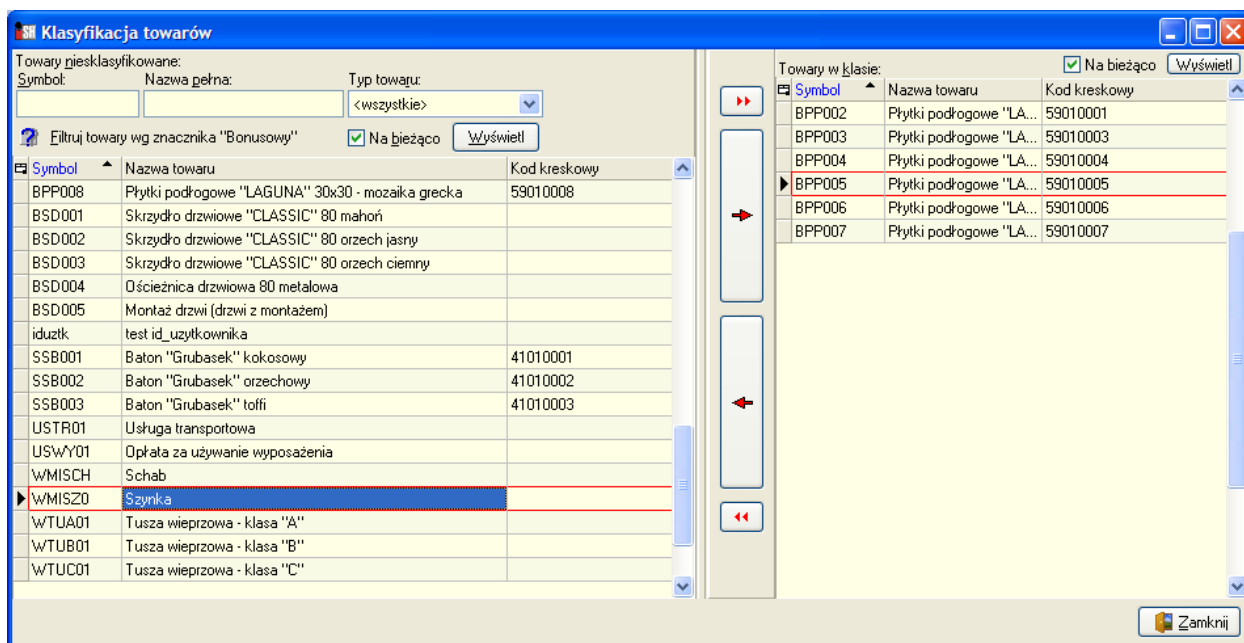 Klasyfikacja towarów
Towary niesklasyfikowane:
Symbol: Nazwa pełna: Typ towaru:
<wszystkie>
Filtruj towary wg znacznika "Bonusowy" Na bieżąco Wyświetl
Symbol Nazwa towaru Kod kreskowy
BPP008 Płytki podłogowe "LAGUNA" 30x30 - mozaika grecka 59010008
BSD001 Skrzydło drzwiowe "CLASSIC" 80 mahoń
BSD002 Skrzydło drzwiowe "CLASSIC" 80 orzech jasny
BSD003 Skrzydło drzwiowe "CLASSIC" 80 orzech ciemny
BSD004 Ościeżnica drzwiowa 80 metalowa
BSD005 Montaż drzwi (drzwi z montażem)
iduztk test id_uzytkownika
SSB001 Baton "Grubasek" kokosowy 41010001
SSB002 Baton "Grubasek" orzechowy 41010002
SSB003 Baton "Grubasek" toffi 41010003
USTR01 Usługa transportowa
USWY01 Opłata za używanie wyposażenia
WMISCH Schab
WMISZ0 Szynka
WTUA01 Tusza wieprzowa - klasa "A"
WTUB01 Tusza wieprzowa - klasa "B"
WTUC01 Tusza wieprzowa - klasa "C"
Towary w klasie: Na bieżąco Wyświetl
Symbol Nazwa towaru Kod kreskowy
BPP002 Płytki podłogowe "LA... 59010001
BPP003 Płytki podłogowe "LA... 59010003
BPP004 Płytki podłogowe "LA... 59010004
BPP005 Płytki podłogowe "LA... 59010005
BPP006 Płytki podłogowe "LA... 59010006
BPP007 Płytki podłogowe "LA... 59010007
Zamknij